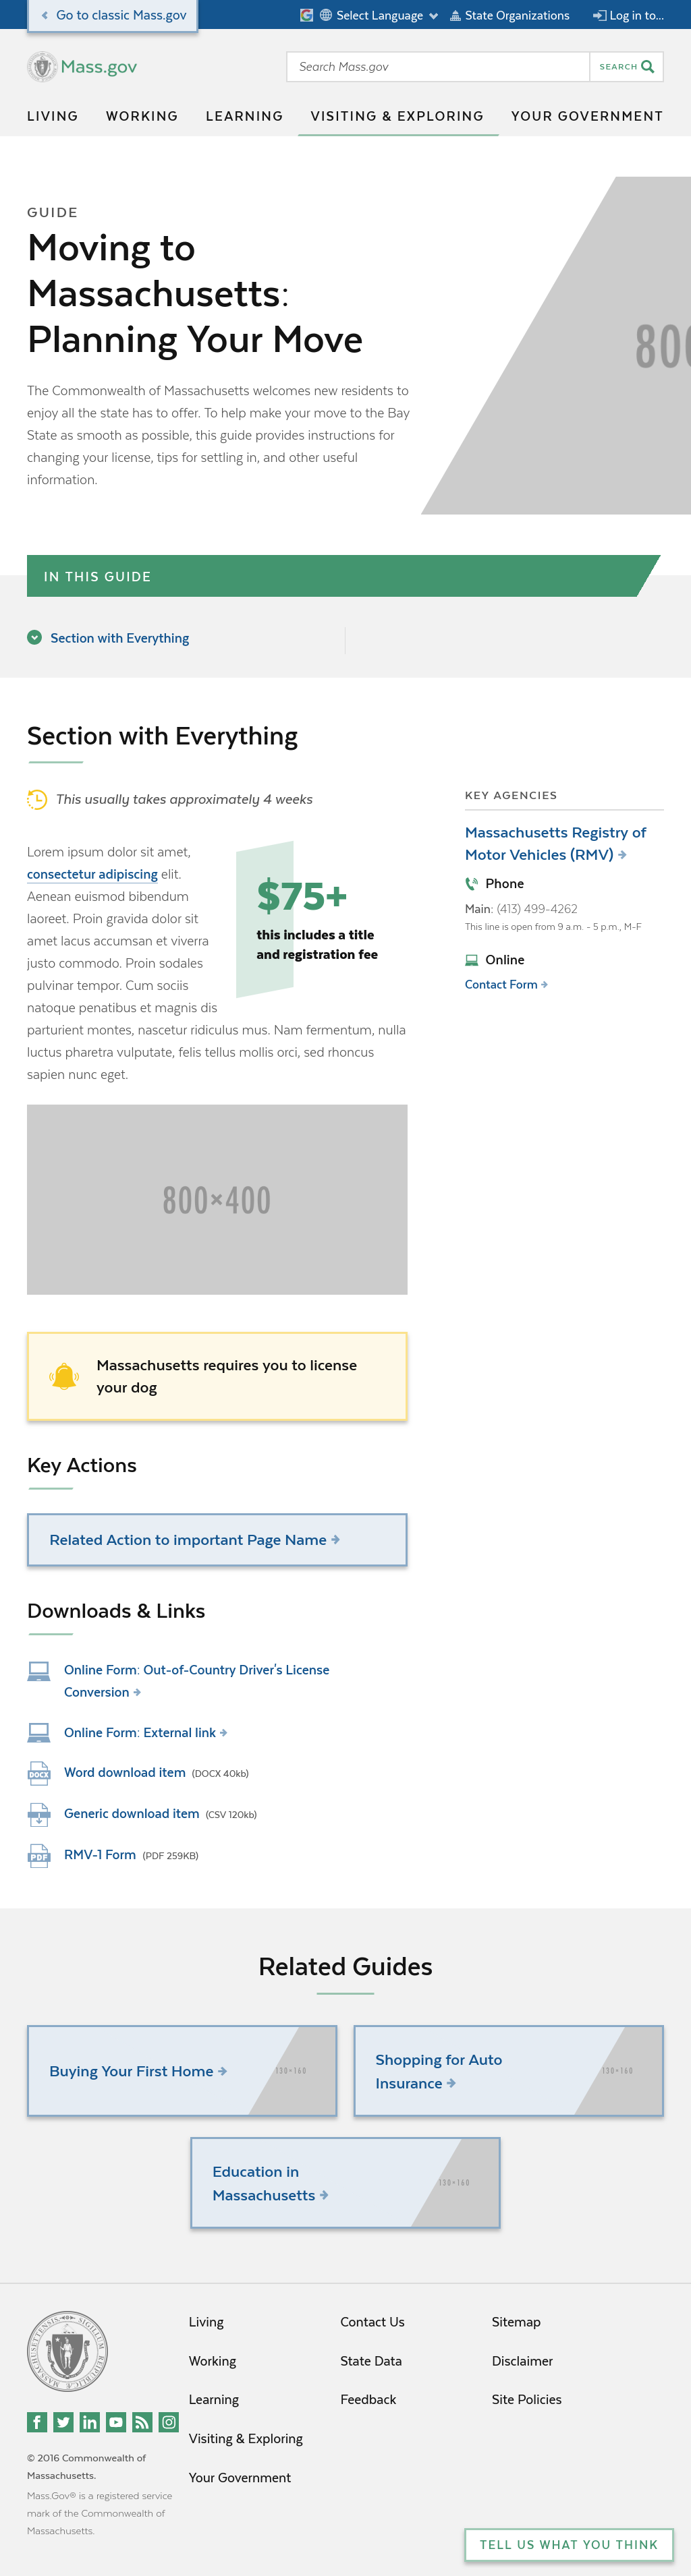 Go to classic Mass.gov
Select Language
State Organizations
Log in to...
Mass.gov
Search Mass.gov
SEARCH
LIVING
WORKING
LEARNING
VISITING & EXPLORING
YOUR GOVERNMENT
GUIDE
Moving to
Massachusetts:
Planning Your Move
The Commonwealth of Massachusetts welcomes new residents to
enjoy all the state has to offer. To help make your move to the Bay
State as smooth as possible, this guide provides instructions for
changing your license, tips for settling in, and other useful
information.
IN THIS GUIDE
Section with Everything
Section with Everything
This usually takes approximately 4 weeks
Lorem ipsum dolor sit amet,
consectetur adipiscing elit.
Aenean euismod bibendum
laoreet. Proin gravida dolor sit
amet lacus accumsan et viverra
justo commodo. Proin sodales
pulvinar tempor. Cum sociis
natoque penatibus et magnis dis
parturient montes, nascetur ridiculus mus. Nam fermentum, nulla
luctus pharetra vulputate, felis tellus mollis orci, sed rhoncus
sapien nunc eget.
$75+
this includes a title
and registration fee
800×400
Massachusetts requires you to license
your dog
Key Actions
Related Action to important Page Name
Downloads & Links
Online Form: Out-of-Country Driver's License
Conversion
Online Form: External link
DOCX
Word download item (DOCX 40kb)
Generic download item (CSV 120kb)
PDF
RMV-1 Form (PDF 259KB)
KEY AGENCIES
Massachusetts Registry of
Motor Vehicles (RMV)
Phone
Main: (413) 499-4262
This line is open from 9 a.m. - 5 p.m., M-F
Online
Contact Form
Related Guides
Buying Your First Home
130×160
Shopping for Auto
Insurance
130×160
Education in
Massachusetts
130×160
© 2016 Commonwealth of
Massachusetts.
Mass.Gov® is a registered service
mark of the Commonwealth of
Massachusetts.
Living
Working
Learning
Visiting & Exploring
Your Government
Contact Us
State Data
Feedback
Sitemap
Disclaimer
Site Policies
TELL US WHAT YOU THINK